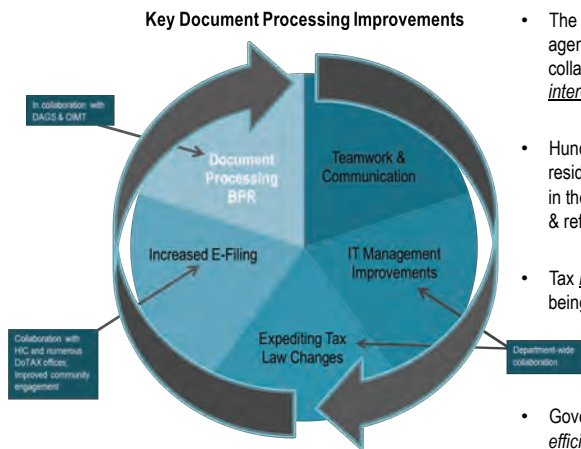 Key Document Processing Improvements
In collaboration with
DAGS & OIMT
Document
Processing
BPR
Teamwork &
Communication
Increased E-Filing
IT Management
Improvements
Expediting Tax
Law Changes
Collaboration with
HIC and numerous
DoTAX offices;
Improved community
engagement
Department-wide
collaboration
• The
agen
colla
inter
• Hund
resid
in the
& ref
• Tax
being
• Gove
effici